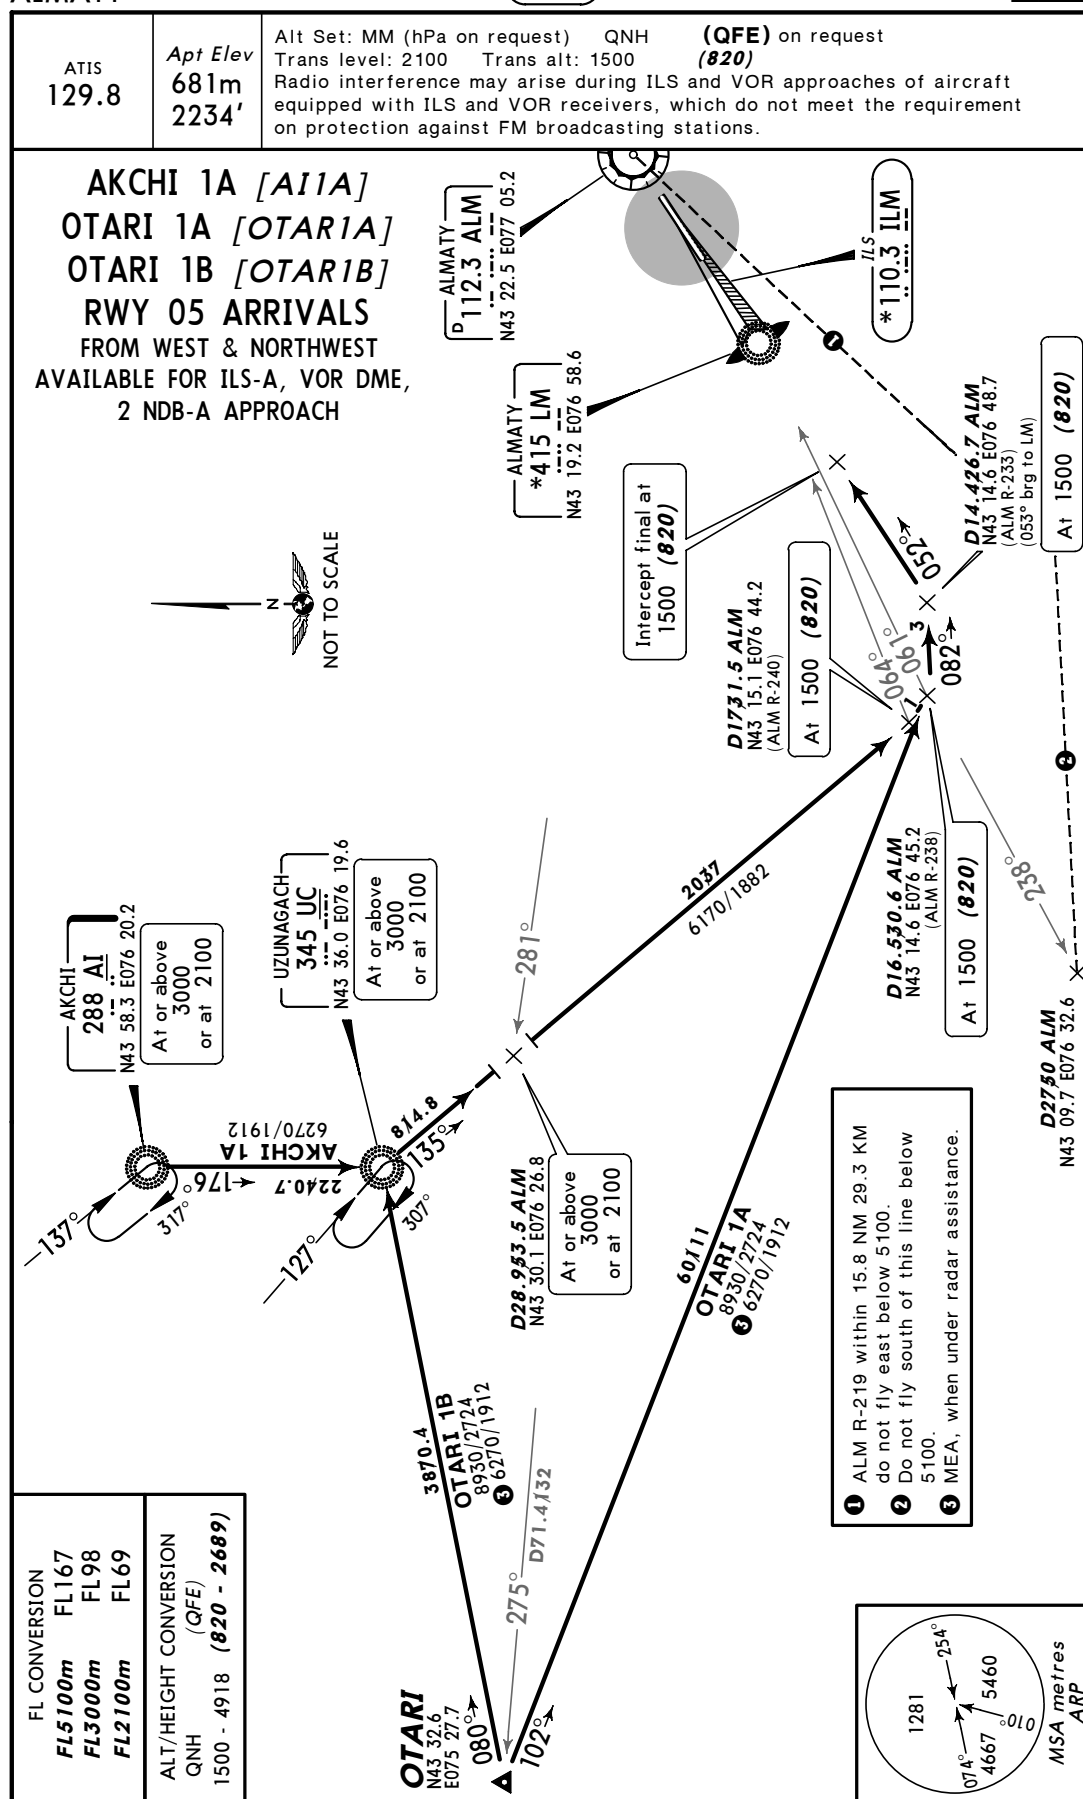 ATIS
129.8
Apt Elev
681m
2234'
Alt Set: MM (hPa on request) QNH (QFE) on request
Trans level: 2100 Trans alt: 1500 (820)
Radio interference may arise during ILS and VOR approaches of aircraft
equipped with ILS and VOR receivers, which do not meet the requirement
on protection against FM broadcasting stations.
AKCHI 1A [AI1A]
OTARI 1A [OTAR1A]
OTARI 1B [OTAR1B]
RWY 05 ARRIVALS
FROM WEST & NORTHWEST
AVAILABLE FOR ILS-A, VOR DME,
2 NDB-A APPROACH
ALMATY
D 112.3 ALM
N43 22.5 E077 05.2
ILS
*110.3 ILM
ALMATY
*415 LM
N43 19.2 E076 58.6
N
NOT TO SCALE
1
Intercept final at
1500 (820)
D14.4 26.7 ALM
N43 14.6 E076 48.7
(ALM R-233)
(053° brg to LM)
At 1500 (820)
D17 31.5 ALM
N43 15.1 E076 44.2
(ALM R-240)
At 1500 (820)
052°
064°
061°
3
082°
1
2
238°
D16.5 30.6 ALM
N43 14.6 E076 45.2
(ALM R-238)
At 1500 (820)
D27 50 ALM
N43 09.7 E076 32.6
20 37
6170/1882
281°
AKCHI
288 AI
N43 58.3 E076 20.2
At or above
3000
or at 2100
UZUNAGACH
345 UC
N43 36.0 E076 19.6
At or above
3000
or at 2100
AKCHI 1A
6270/1912
22 40.7
176°
137°
317°
127°
307°
8 14.8
135°
D28.9 53.5 ALM
N43 30.1 E076 26.8
At or above
3000
or at 2100
60 111
OTARI 1A
8930/2724
3 6270/1912
38 70.4
OTARI 1B
8930/2724
3 6270/1912
275°
D71.4 132
OTARI
N43 32.6
E075 27.7
080°
102°
1 ALM R-219 within 15.8 NM 29.3 KM
do not fly east below 5100.
2 Do not fly south of this line below
5100.
3 MEA, when under radar assistance.
FL CONVERSION
FL5100m FL167
FL3000m FL98
FL2100m FL69
ALT/HEIGHT CONVERSION
QNH (QFE)
1500 - 4918 (820 - 2689)
254°
1281
5460
010°
074°
4667
MSA metres
ARP